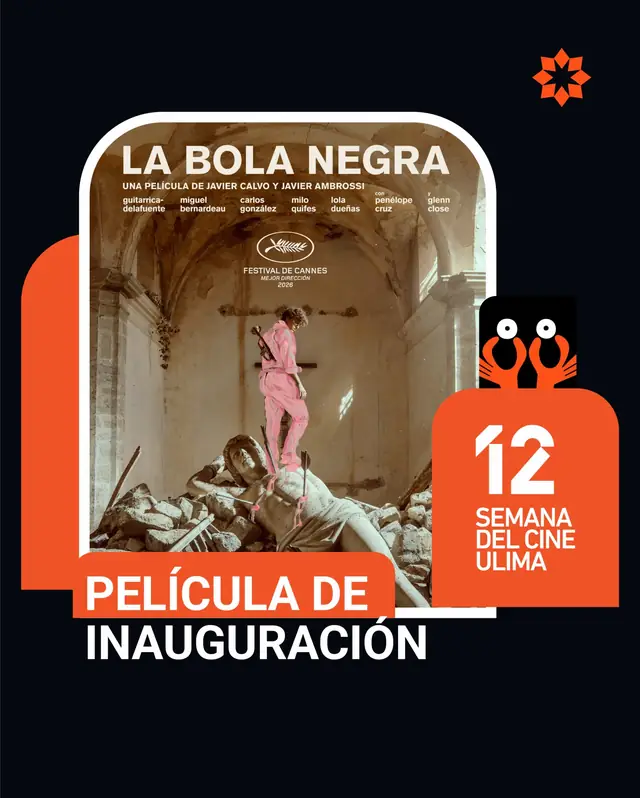 LA BOLA NEGRA
UNA PELÍCULA DE JAVIER CALVO Y JAVIER AMBROSSI
guitarrica-
delafuente
miguel
bernardeau
carlos
gonzález
milo
quifes
lola
dueñas
con
penélope
cruz
y
glenn
close
FESTIVAL DE CANNES
MEJOR DIRECCIÓN
2026
12
SEMANA
DEL CINE
ULIMA
PELÍCULA DE
INAUGURACIÓN